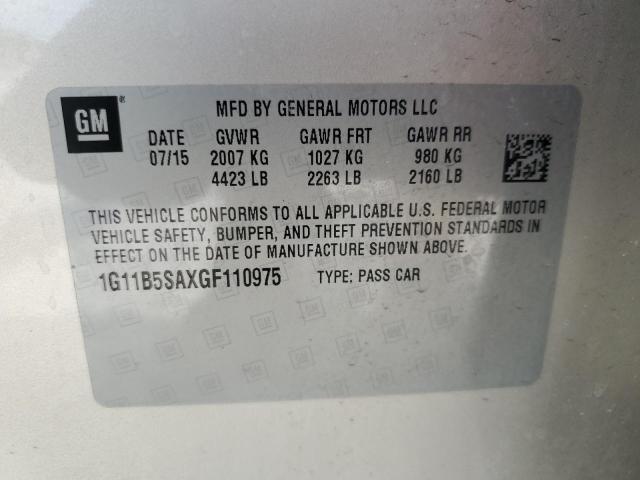 GM ®
MFD BY GENERAL MOTORS LLC
DATE GVWR GAWR FRT GAWR RR
07/15 2007 KG 1027 KG 980 KG
4423 LB 2263 LB 2160 LB
THIS VEHICLE CONFORMS TO ALL APPLICABLE U.S. FEDERAL MOTOR
VEHICLE SAFETY, BUMPER, AND THEFT PREVENTION STANDARDS IN
EFFECT ON THE DATE OF MANUFACTURE SHOWN ABOVE.
1G11B5SAXGF110975 TYPE: PASS CAR